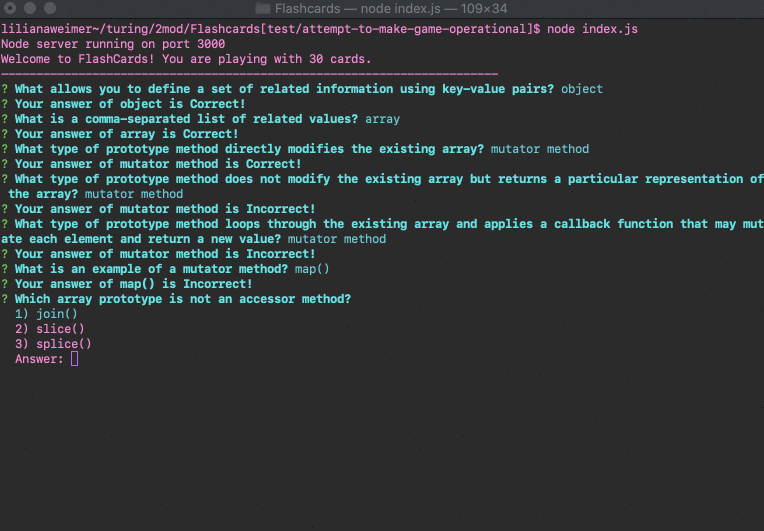 Flashcards — node index.js — 109×34
lilianaweimer~/turing/2mod/Flashcards[test/attempt-to-make-game-operational]$ node index.js
Node server running on port 3000
Welcome to FlashCards! You are playing with 30 cards.
-----------------------------------------------------------------------
? What allows you to define a set of related information using key-value pairs? object
? Your answer of object is Correct!
? What is a comma-separated list of related values? array
? Your answer of array is Correct!
? What type of prototype method directly modifies the existing array? mutator method
? Your answer of mutator method is Correct!
? What type of prototype method does not modify the existing array but returns a particular representation of
the array? mutator method
? Your answer of mutator method is Incorrect!
? What type of prototype method loops through the existing array and applies a callback function that may mut
ate each element and return a new value? mutator method
? Your answer of mutator method is Incorrect!
? What is an example of a mutator method? map()
? Your answer of map() is Incorrect!
? Which array prototype is not an accessor method?
1) join()
2) slice()
3) splice()
Answer: